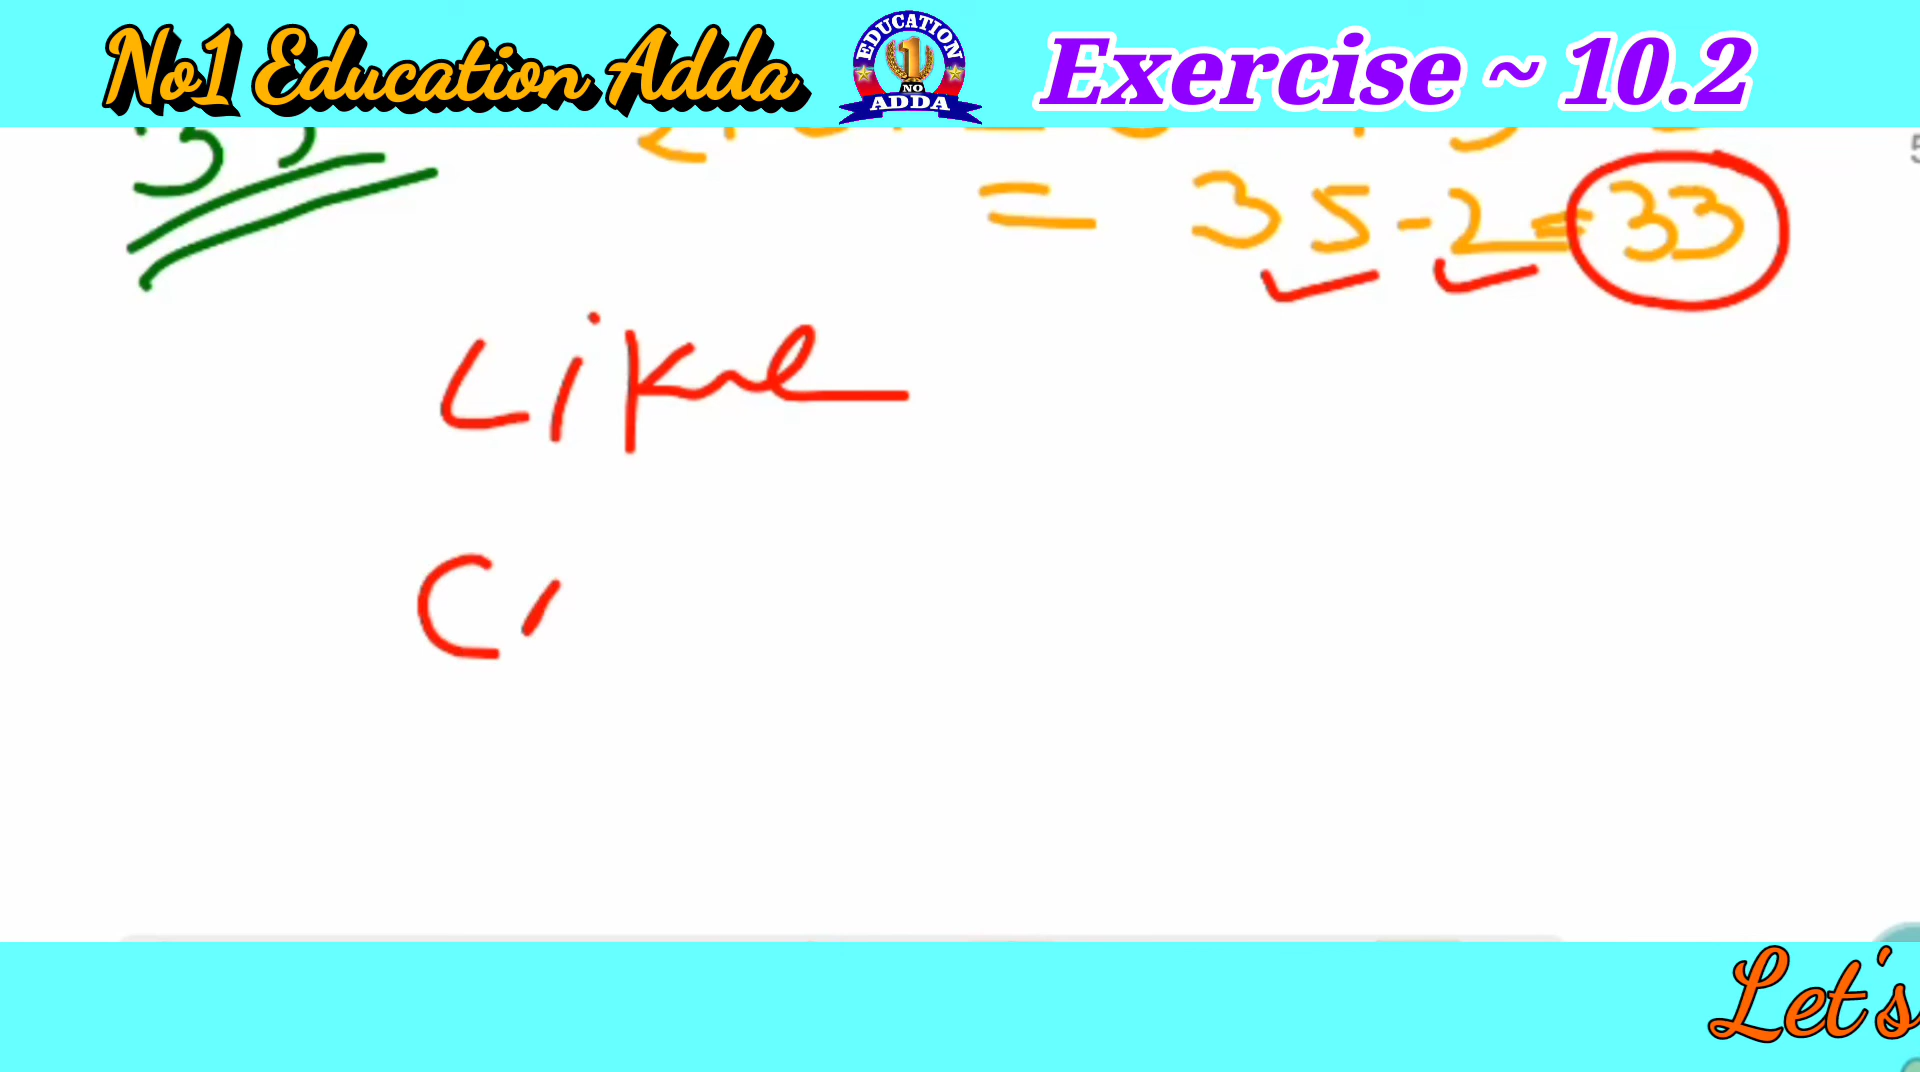 No1 Education Adda
EDUCATION
1
NO
ADDA
Exercise ~ 10.2
= 35-2=33
Like
C
Let's